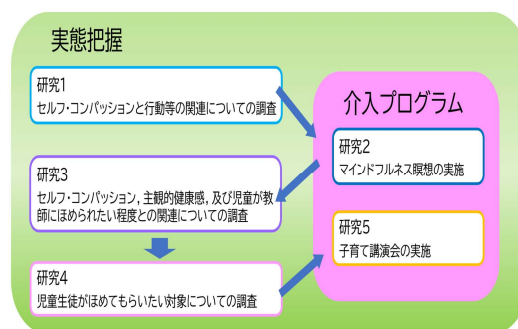 実態把握
研究1
セルフ・コンパッションと行動等の関連についての調査
介入プログラム
研究2
マインドフルネス瞑想の実施
研究3
セルフ・コンパッション，主観的健康感，及び児童が教
師にほめられたい程度との関連についての調査
研究5
子育て講演会の実施
研究4
児童生徒がほめてもらいたい対象についての調査